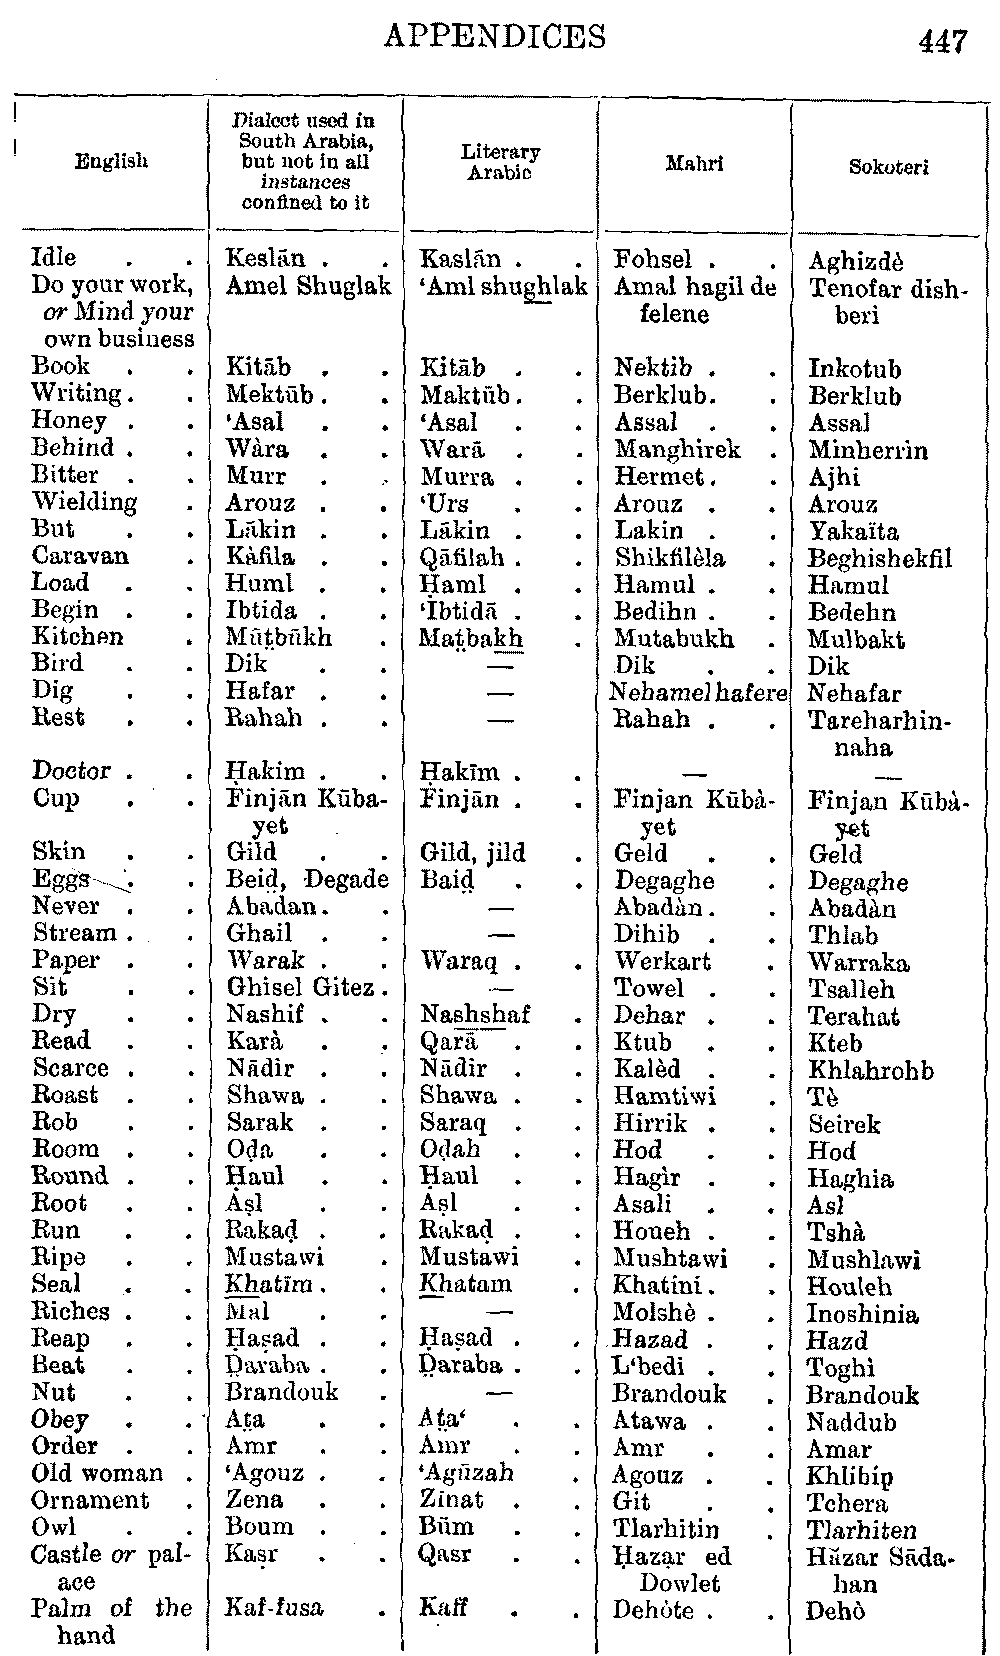 APPENDICES 447
English | Dialect used in South Arabia, but not in all instances confined to it | Literary Arabic | Mahri | Sokoteri
Idle . . | Keslān . . | Kaslān . . | Fohsel . . | Aghizdè
Do your work, | Amel Shuglak | ‘Aml shughlak | Amal hagil de | Tenofar dish-
or Mind your | felene | beri
own business
Book . . | Kitāb . . | Kitāb . . | Nektib . . | Inkotub
Writing . . | Mektūb . . | Maktūb . . | Berklub . . | Berklub
Honey . . | ‘Asal . . | ‘Asal . . | Assal . . | Assal
Behind . . | Wàra . . | Warā . . | Manghirek . | Minherrìn
Bitter . . | Murr . . | Murra . . | Hermet . . | Ajhi
Wielding . | Arouz . . | ‘Urs . . | Arouz . . | Arouz
But . . | Lākin . . | Lākin . . | Lakin . . | Yakaïta
Caravan . | Kàfila . . | Qāfilah . . | Shikfilèla . | Beghishekfil
Load . . | Huml . . | Ḥaml . . | Hamul . . | Hamul
Begin . . | Ibtida . . | ‘Ibtidā . . | Bedihn . . | Bedehn
Kitchen . | Mūṭbūkh . | Maṭbakh . | Mutabukh . | Mulbakt
Bird . . | Dik . . | — | Dik . . | Dik
Dig . . | Hafar . . | — | Nehamel hafere | Nehafar
Rest . . | Rahah . . | — | Rahah . . | Tareharhin-
naha
Doctor . . | Ḥakim . . | Ḥakīm . . | — | —
Cup . . | Finjān Kūba- | Finjān . . | Finjan Kūbà- | Finjan Kūbà-
yet | yet | yet
Skin . . | Gild . . | Gild, jild . | Geld . . | Geld
Eggs . . | Beiḍ, Degade | Baiḍ . . | Degaghe . | Degaghe
Never . . | Abadan . . | — | Abadàn . . | Abadàn
Stream . . | Ghail . . | — | Dihib . . | Thlab
Paper . . | Warak . . | Waraq . . | Werkart . | Warraka
Sit . . | Ghisel Gitez . | — | Towel . . | Tsalleh
Dry . . | Nashif . . | Nashshaf . | Dehar . . | Terahat
Read . . | Karà . . | Qarā . . | Ktub . . | Kteb
Scarce . . | Nādir . . | Nādir . . | Kalèd . . | Khlahrohb
Roast . . | Shawa . . | Shawa . . | Hamtiwi . | Tè
Rob . . | Sarak . . | Saraq . . | Hirrik . . | Seirek
Room . . | Oḍa . . | Oḍah . . | Hod . . | Hod
Round . . | Ḥaul . . | Ḥaul . . | Hagìr . . | Haghia
Root . . | Aṣl . . | Aṣl . . | Asali . . | Asl
Run . . | Rakaḍ . . | Rakaḍ . . | Houeh . . | Tshà
Ripe . . | Mustawi . | Mustawi . | Mushtawi . | Mushlawi
Seal . . | Khatīm . . | Khatam . | Khatini . . | Houleh
Riches . . | Mal . . | — | Molshè . . | Inoshinia
Reap . . | Ḥaṣad . . | Ḥaṣad . . | Hazad . . | Hazd
Beat . . | Ḍaraba . . | Ḍaraba . . | L‘bedi . . | Toghì
Nut . . | Brandouk . | — | Brandouk . | Brandouk
Obey . . | Aṭa . . | Aṭa‘ . . | Atawa . . | Naddub
Order . . | Amr . . | Amr . . | Amr . . | Amar
Old woman . | ‘Agouz . . | ‘Agūzah . | Agouz . . | Khlibip
Ornament . | Zena . . | Zinat . . | Git . . | Tchera
Owl . . | Boum . . | Būm . . | Tlarhitin . | Tlarhiten
Castle or pal- | Kaṣr . . | Qasr . . | Ḥaẓar ed | Hăzar Sāda-
ace | Dowlet | han
Palm of the | Kaf-fusa . | Kaff . . | Dehòte . . | Dehò
hand